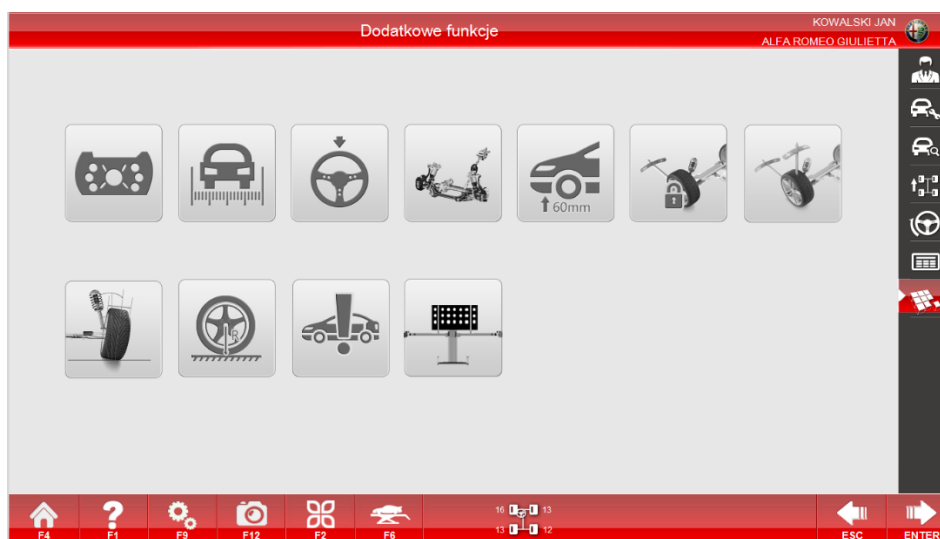 Dodatkowe funkcje
KOWALSKI JAN
ALFA ROMEO GIULIETTA
60mm
R
16 13
13 12
F4 F1 F9 F12 F2 F6 ESC ENTER